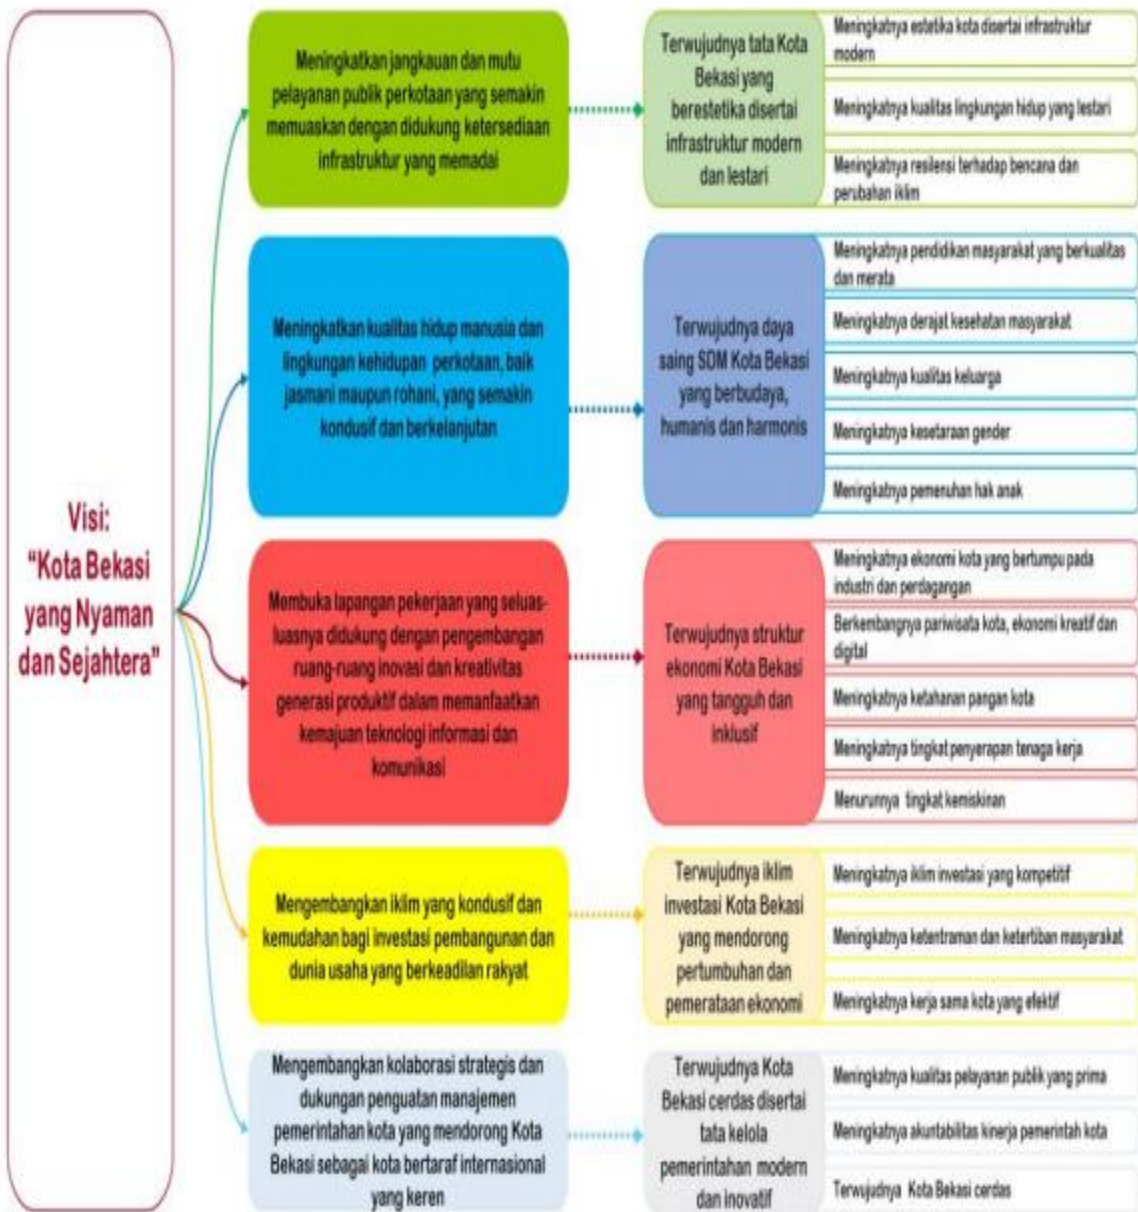 Visi:
“Kota Bekasi
yang Nyaman
dan Sejahtera”
Meningkatkan jangkauan dan mutu
pelayanan publik perkotaan yang semakin
memuaskan dengan didukung ketersediaan
infrastruktur yang memadai
Terwujudnya tata Kota
Bekasi yang
berestetika disertai
infrastruktur modern
dan lestari
Meningkatnya estetika kota disertai infrastruktur
modern
Meningkatnya kualitas lingkungan hidup yang lestari
Meningkatnya resilensi terhadap bencana dan
perubahan iklim
Meningkatkan kualitas hidup manusia dan
lingkungan kehidupan perkotaan, baik
jasmani maupun rohani, yang semakin
kondusif dan berkelanjutan
Terwujudnya daya
saing SDM Kota Bekasi
yang berbudaya,
humanis dan harmonis
Meningkatnya pendidikan masyarakat yang berkualitas
dan merata
Meningkatnya derajat kesehatan masyarakat
Meningkatnya kualitas keluarga
Meningkatnya kesetaraan gender
Meningkatnya pemenuhan hak anak
Membuka lapangan pekerjaan yang seluas-
luasnya didukung dengan pengembangan
ruang-ruang inovasi dan kreativitas
generasi produktif dalam memanfaatkan
kemajuan teknologi informasi dan
komunikasi
Terwujudnya struktur
ekonomi Kota Bekasi
yang tangguh dan
inklusif
Meningkatnya ekonomi kota yang bertumpu pada
industri dan perdagangan
Berkembangnya pariwisata kota, ekonomi kreatif dan
digital
Meningkatnya ketahanan pangan kota
Meningkatnya tingkat penyerapan tenaga kerja
Menurunnya tingkat kemiskinan
Mengembangkan iklim yang kondusif dan
kemudahan bagi investasi pembangunan dan
dunia usaha yang berkeadilan rakyat
Terwujudnya iklim
investasi Kota Bekasi
yang mendorong
pertumbuhan dan
pemerataan ekonomi
Meningkatnya iklim investasi yang kompetitif
Meningkatnya ketentraman dan ketertiban masyarakat
Meningkatnya kerja sama kota yang efektif
Mengembangkan kolaborasi strategis dan
dukungan penguatan manajemen
pemerintahan kota yang mendorong Kota
Bekasi sebagai kota bertaraf internasional
yang keren
Terwujudnya Kota
Bekasi cerdas disertai
tata kelola
pemerintahan modern
dan inovatif
Meningkatnya kualitas pelayanan publik yang prima
Meningkatnya akuntabilitas kinerja pemerintah kota
Terwujudnya Kota Bekasi cerdas